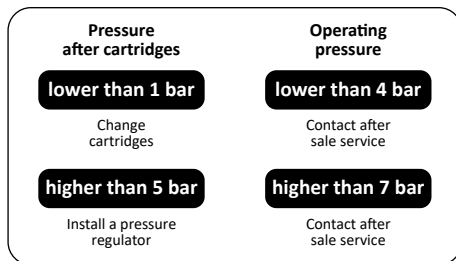 Pressure
after cartridges
lower than 1 bar
Change
cartridges
higher than 5 bar
Install a pressure
regulator
Operating
pressure
lower than 4 bar
Contact after
sale service
higher than 7 bar
Contact after
sale service